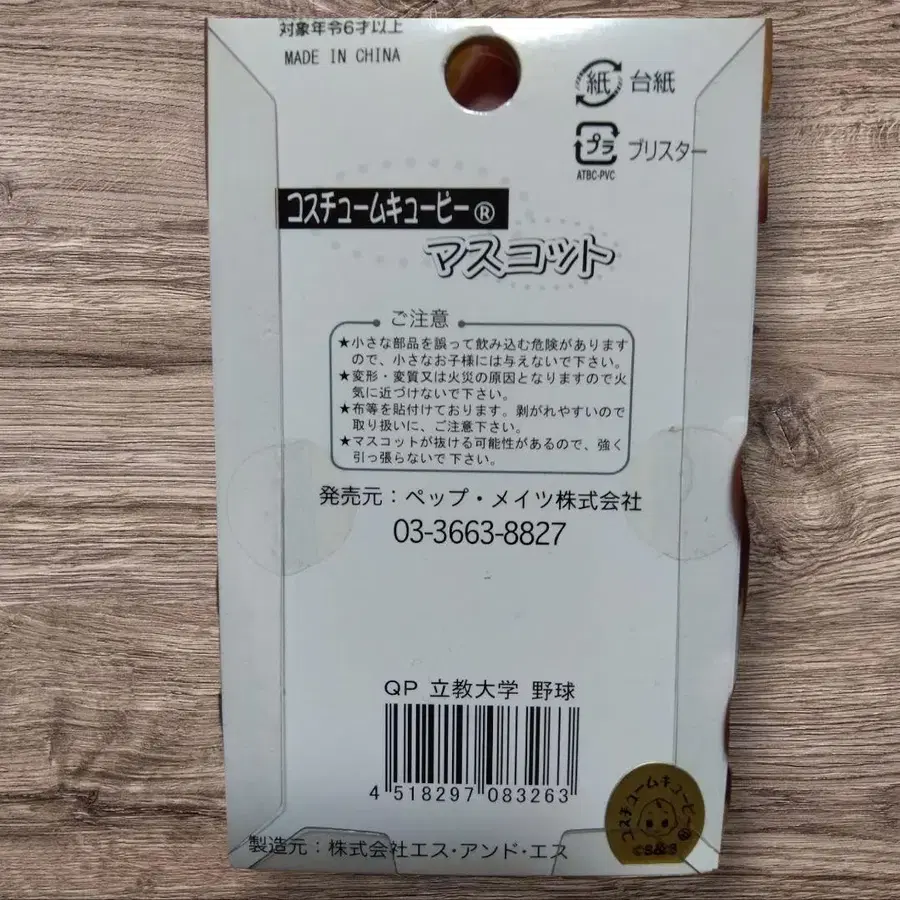 対象年令6才以上
MADE IN CHINA
紙 台紙
プラ ブリスター
ATBC-PVC
コスチュームキューピー®
マスコット
ご注意
★小さな部品を誤って飲み込む危険があります
ので、小さなお子様には与えないで下さい。
★変形・変質又は火災の原因となりますので火
気に近づけないで下さい。
★布等を貼付けております。剥がれやすいので
取り扱いに、ご注意下さい。
★マスコットが抜ける可能性があるので、強く
引っ張らないで下さい。
発売元：ペップ・メイツ株式会社
03-3663-8827
QP 立教大学 野球
4 518297 083263
コスチュームキューピー®
©S&S
製造元：株式会社エス・アンド・エス